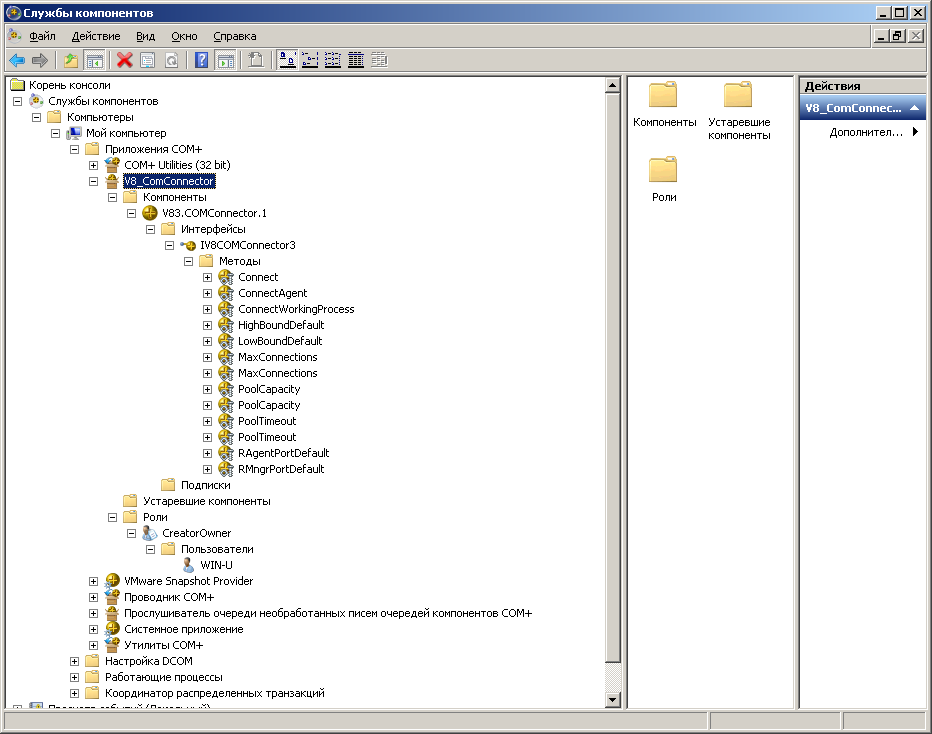 Службы компонентов
Файл Действие Вид Окно Справка
Корень консоли
Службы компонентов
Компьютеры
Мой компьютер
Приложения COM+
COM+ Utilities (32 bit)
V8_ComConnector
Компоненты
V83.COMConnector.1
Интерфейсы
IV8COMConnector3
Методы
Connect
ConnectAgent
ConnectWorkingProcess
HighBoundDefault
LowBoundDefault
MaxConnections
MaxConnections
PoolCapacity
PoolCapacity
PoolTimeout
PoolTimeout
RAgentPortDefault
RMngrPortDefault
Подписки
Устаревшие компоненты
Роли
CreatorOwner
Пользователи
WIN-U
VMware Snapshot Provider
Проводник COM+
Прослушиватель очереди необработанных писем очередей компонентов COM+
Системное приложение
Утилиты COM+
Настройка DCOM
Работающие процессы
Координатор распределенных транзакций
Просмотр событий (Локальный)
Компоненты
Устаревшие
компоненты
Роли
Действия
V8_ComConnec...
Дополнител...